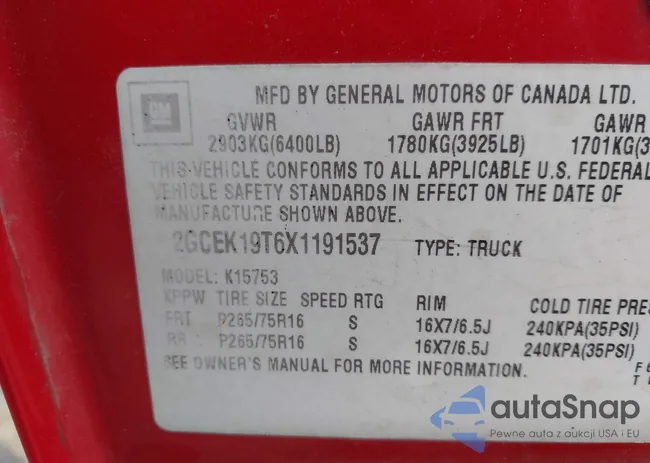 GM
MFD BY GENERAL MOTORS OF CANADA LTD.
GVWR GAWR FRT GAWR
2903KG(6400LB) 1780KG(3925LB) 1701KG(3
THIS VEHICLE CONFORMS TO ALL APPLICABLE U.S. FEDERAL
VEHICLE SAFETY STANDARDS IN EFFECT ON THE DATE OF
MANUFACTURE SHOWN ABOVE.
2GCEK19T6X1191537 TYPE: TRUCK
MODEL: K15753
XPPW TIRE SIZE SPEED RTG RIM COLD TIRE PRE
FRT P265/75R16 S 16X7/6.5J 240KPA(35PSI)
RR P265/75R16 S 16X7/6.5J 240KPA(35PSI)
SEE OWNER'S MANUAL FOR MORE INFORMATION.
autaSnap
Pewne auta z aukcji USA i EU